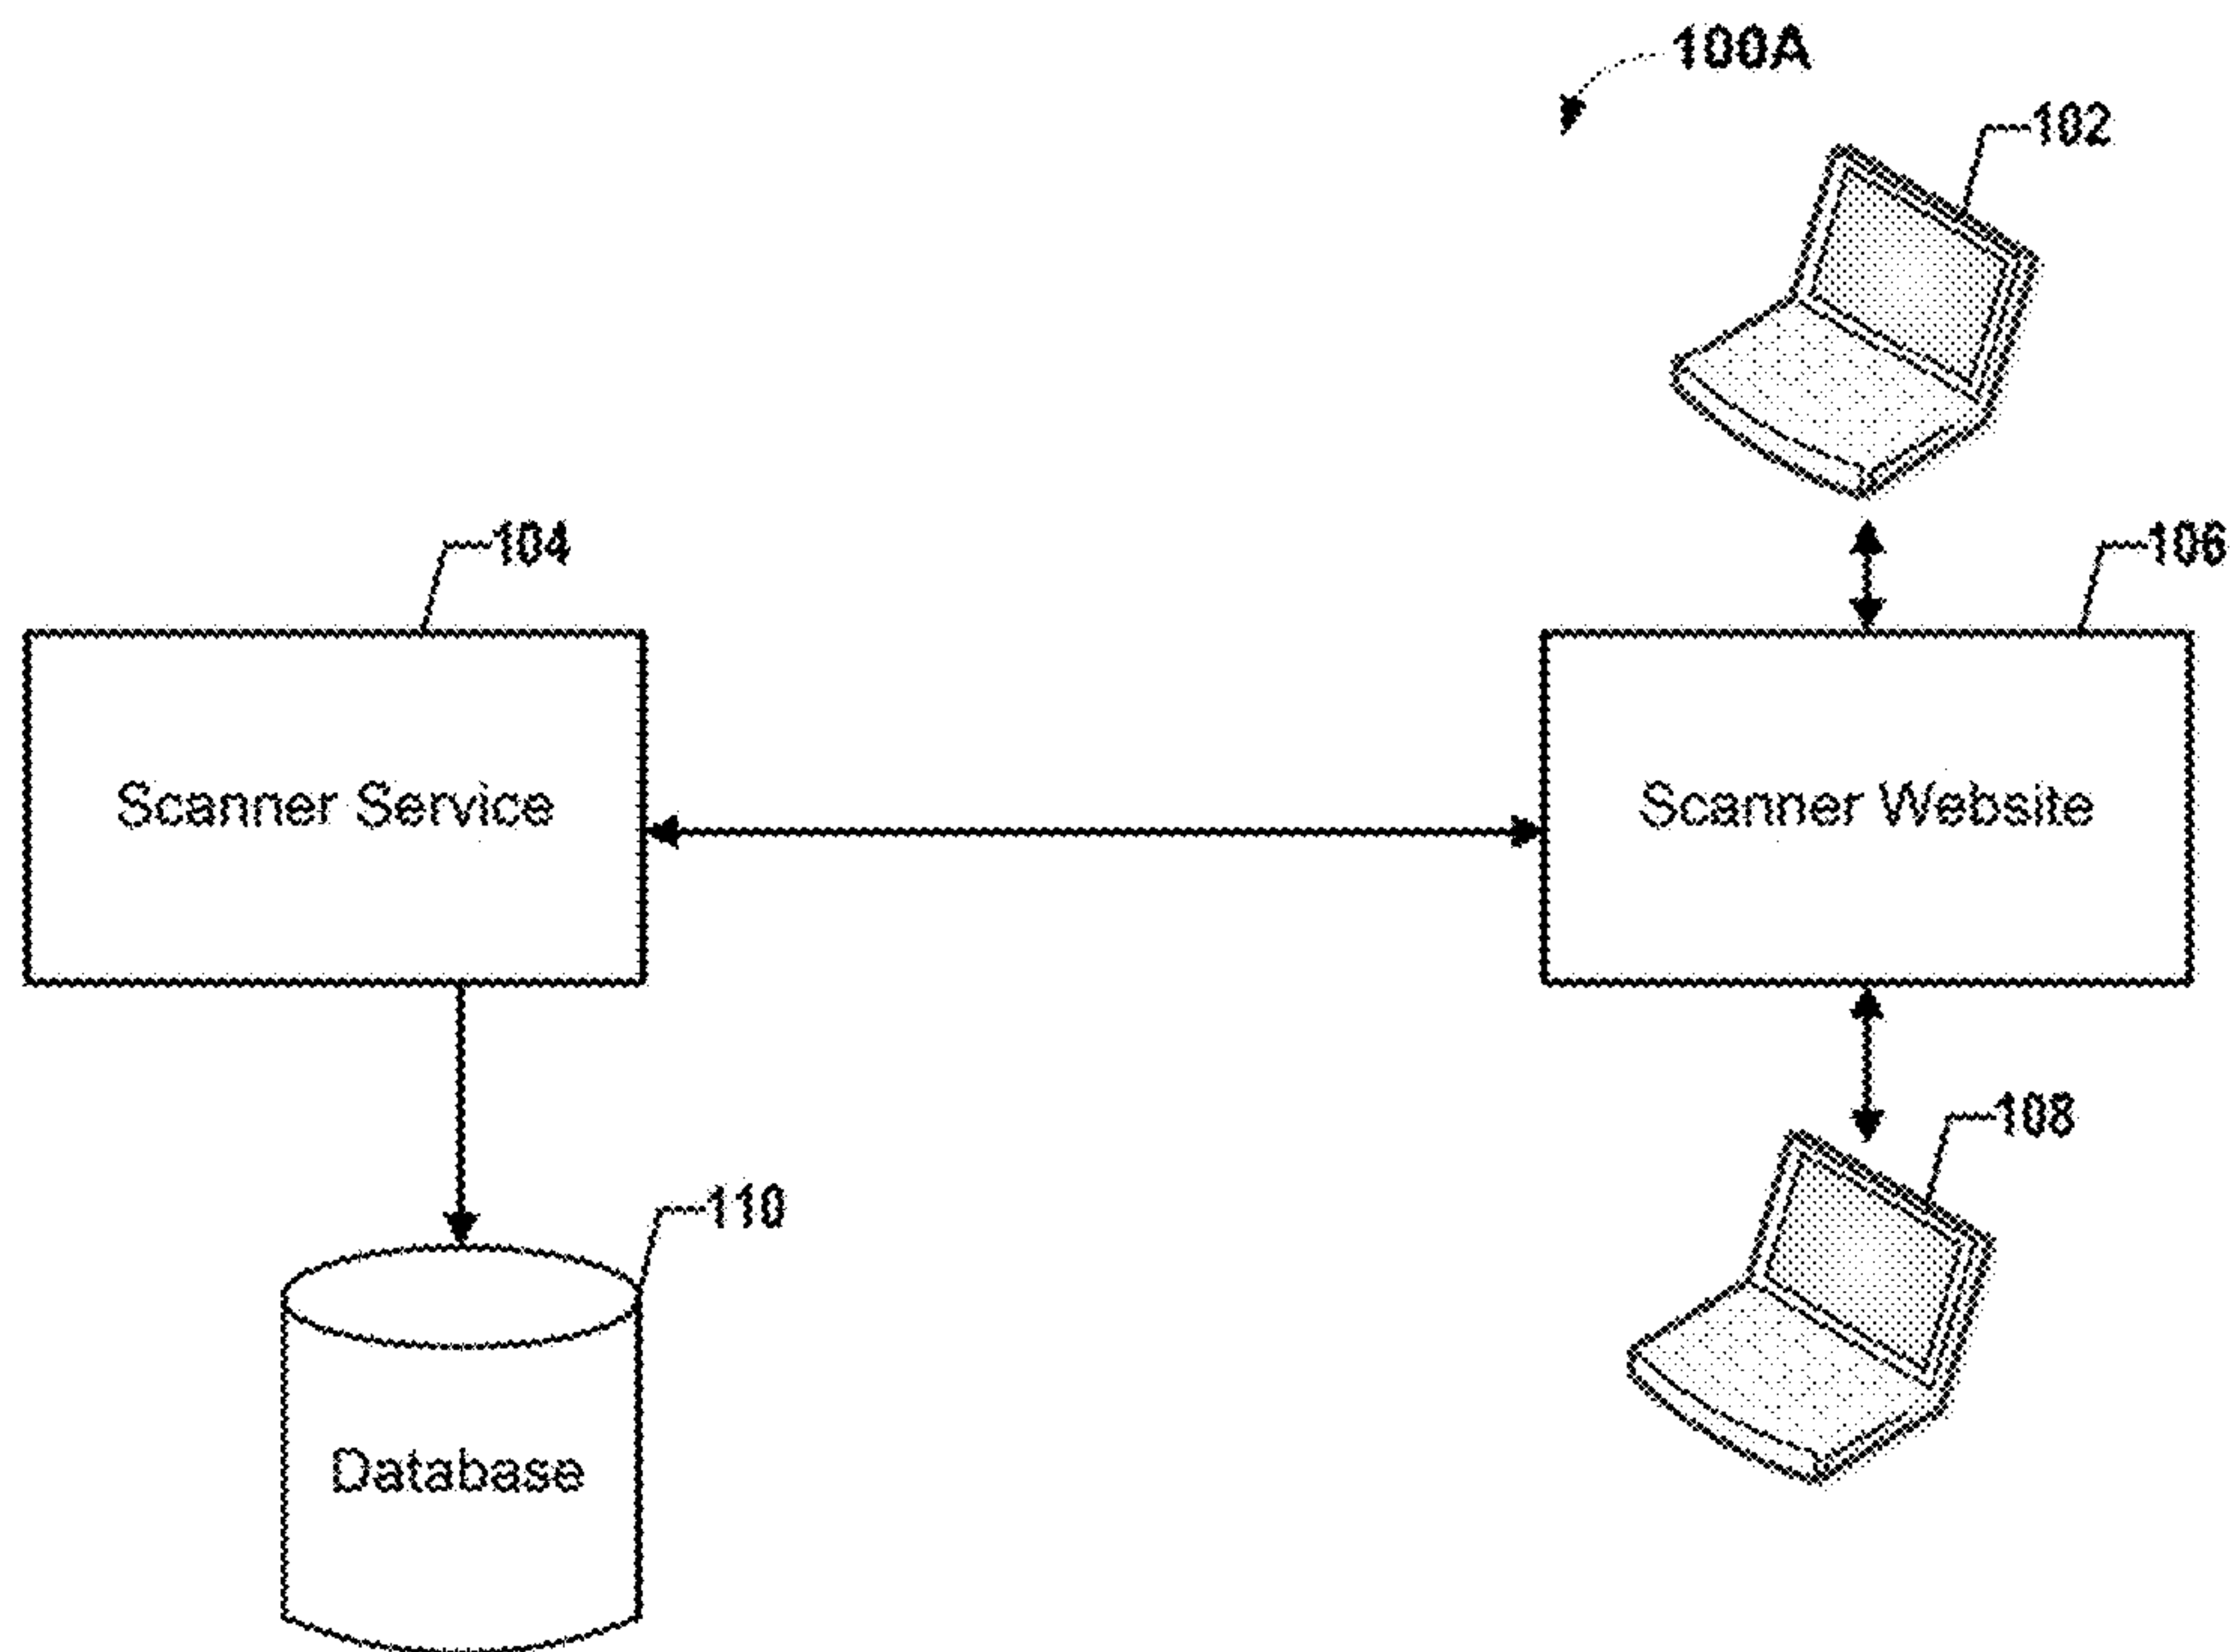 100A
102
104
106
Scanner Service
Scanner Website
108
110
Database